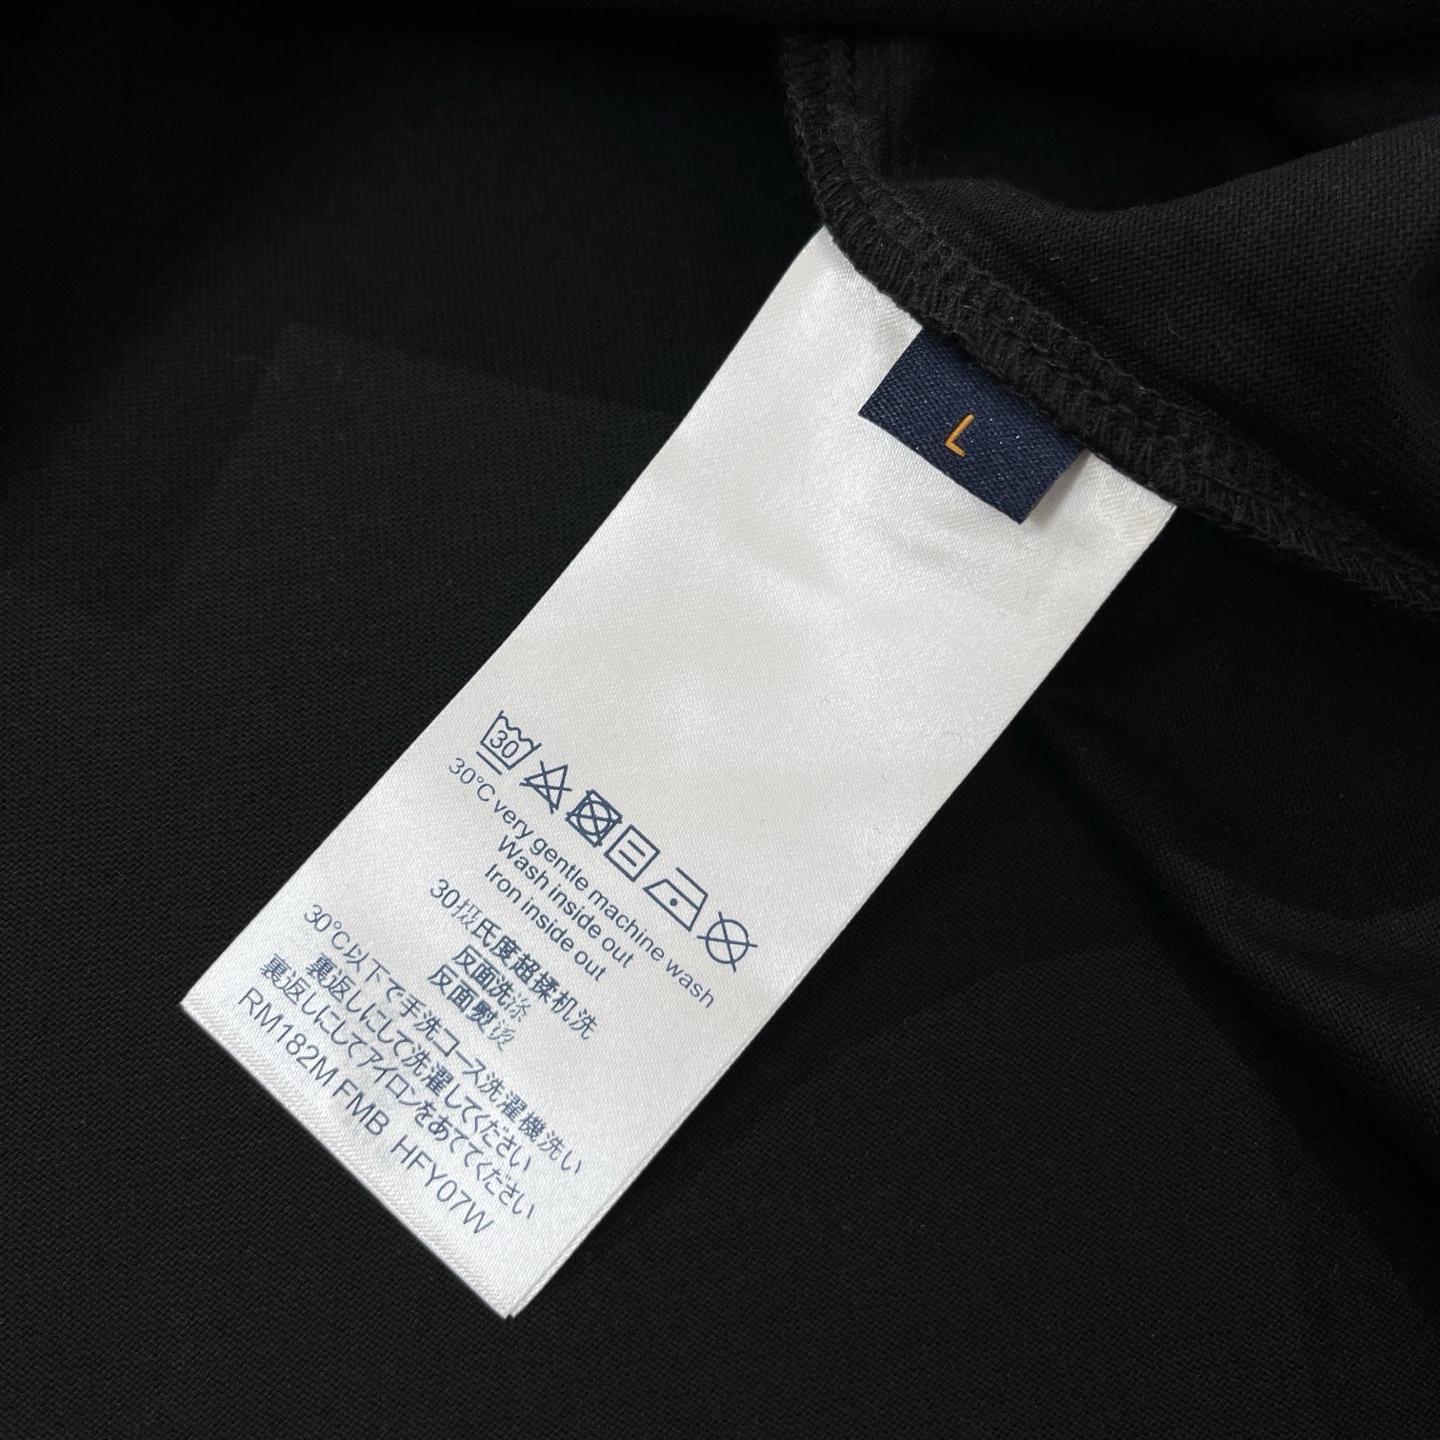 L
30
30°C very gentle machine wash
Wash inside out
Iron inside out
30摄氏度超揉机洗
反面洗涤
反面熨烫
30°C以下で手洗コース洗濯機洗い
裏返しにして洗濯してください
裏返しにしてアイロンをあててください
RM182M FMB HFY07W